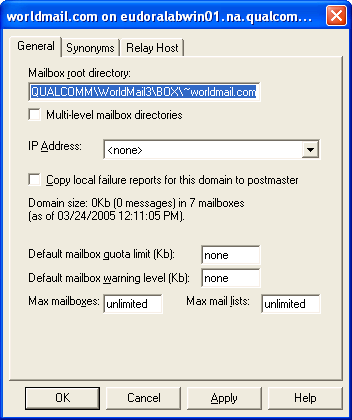 worldmail.com on eudoralabwin01.na.qualcom...
General
Synonyms
Relay Host
Mailbox root directory:
QUALCOMM\WorldMail3\BOX\~worldmail.com
Multi-level mailbox directories
IP Address:
<none>
Copy local failure reports for this domain to postmaster
Domain size: 0Kb (0 messages) in 7 mailboxes
(as of 03/24/2005 12:11:05 PM).
Default mailbox quota limit (Kb):
none
Default mailbox warning level (Kb):
none
Max mailboxes:
unlimited
Max mail lists:
unlimited
OK
Cancel
Apply
Help